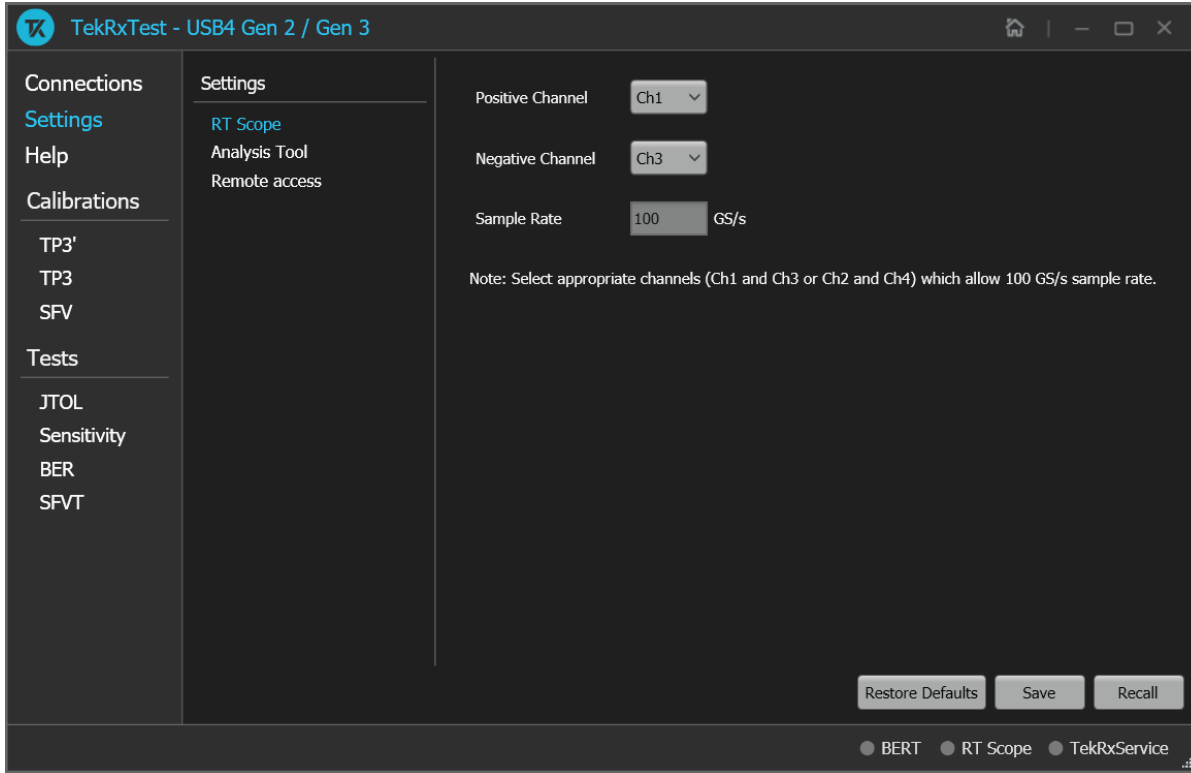 TekRxTest - USB4 Gen 2 / Gen 3
Connections
Settings
Help
Calibrations
TP3'
TP3
SFV
Tests
JTOL
Sensitivity
BER
SFVT
Settings
RT Scope
Analysis Tool
Remote access
Positive Channel Ch1
Negative Channel Ch3
Sample Rate 100 GS/s
Note: Select appropriate channels (Ch1 and Ch3 or Ch2 and Ch4) which allow 100 GS/s sample rate.
Restore Defaults Save Recall
BERT RT Scope TekRxService